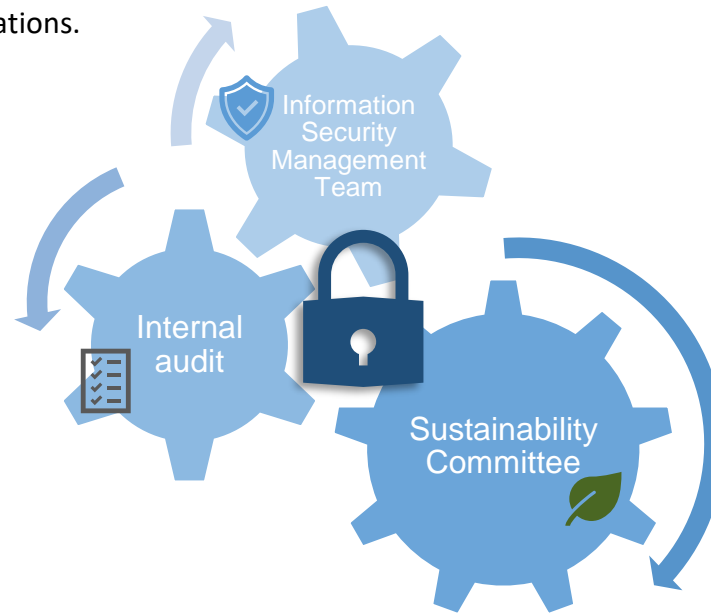 ations.
Information
Security
Management
Team
Internal
audit
Sustainability
Committee